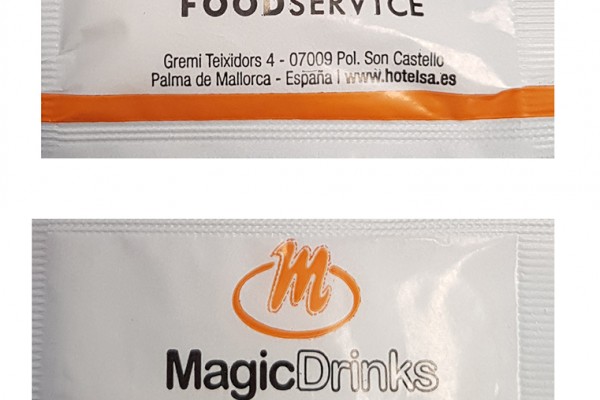 FOODSERVICE
Gremi Teixidors 4 - 07009 Pol. Son Castello
Palma de Mallorca - España | www.hotelsa.es
m
MagicDrinks